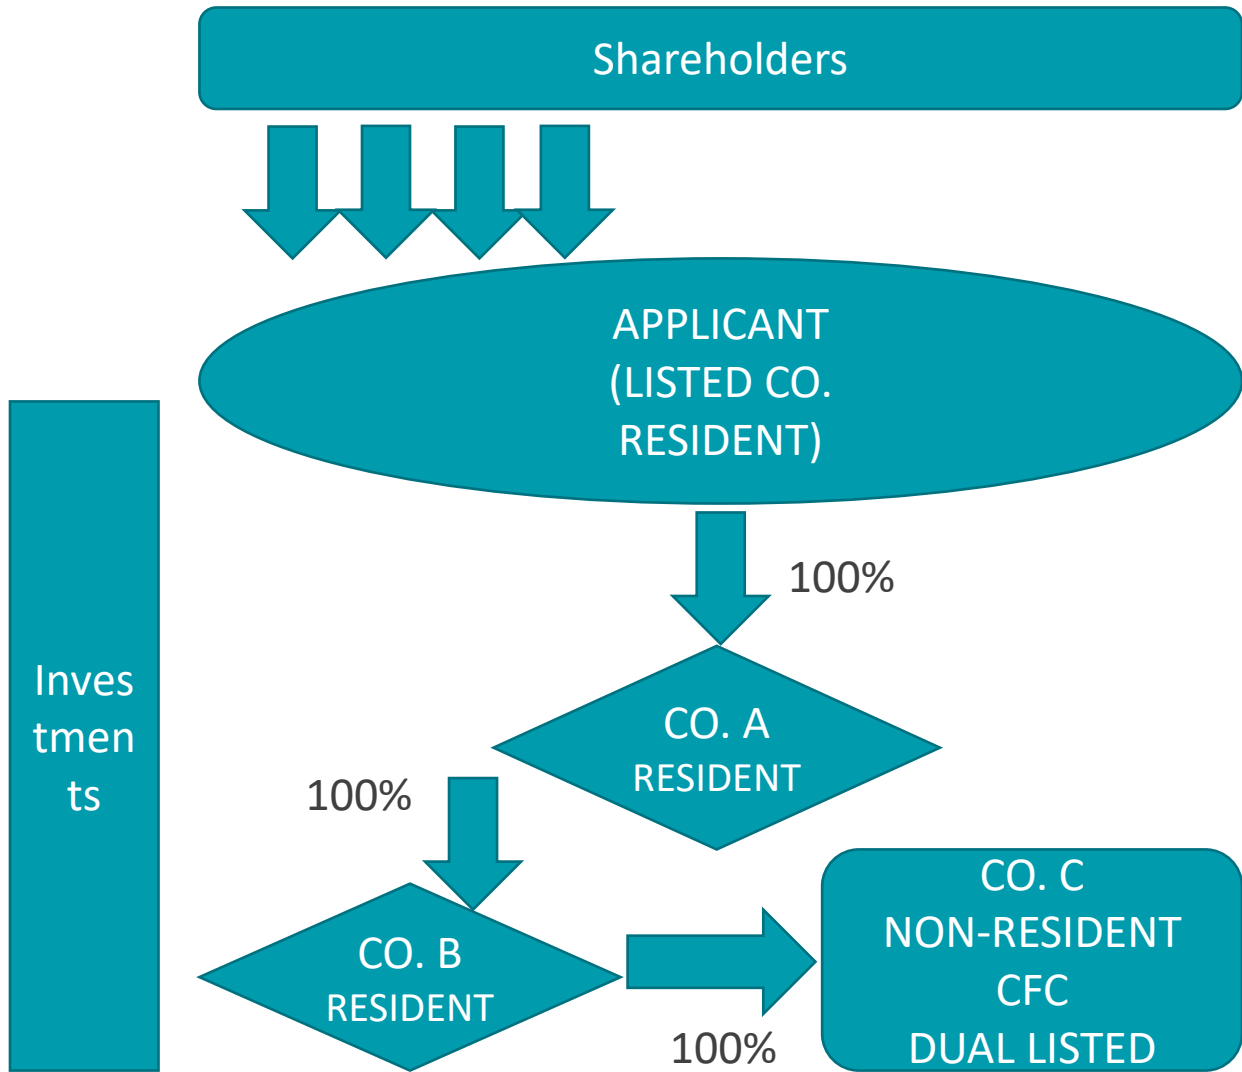 Shareholders
APPLICANT
(LISTED CO.
RESIDENT)
100%
Inves
tmen
ts
CO. A
RESIDENT
100%
CO. B
RESIDENT
100%
CO. C
NON-RESIDENT
CFC
DUAL LISTED